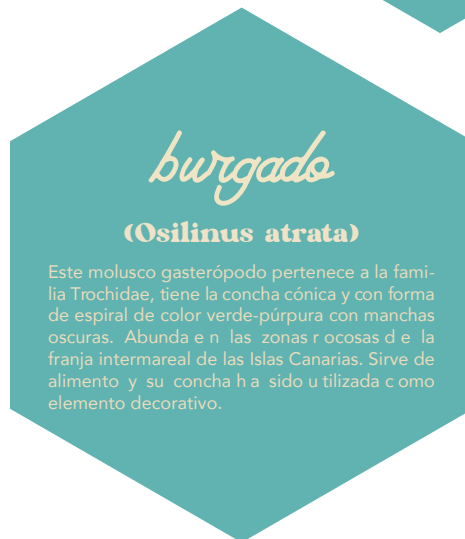 burgado
(Osilinus atrata)
Este molusco gasterópodo pertenece a la fami-
lia Trochidae, tiene la concha cónica y con forma
de espiral de color verde-púrpura con manchas
oscuras. Abunda e n las zonas r ocosas d e la
franja intermareal de las Islas Canarias. Sirve de
alimento y su concha h a sido u tilizada c omo
elemento decorativo.